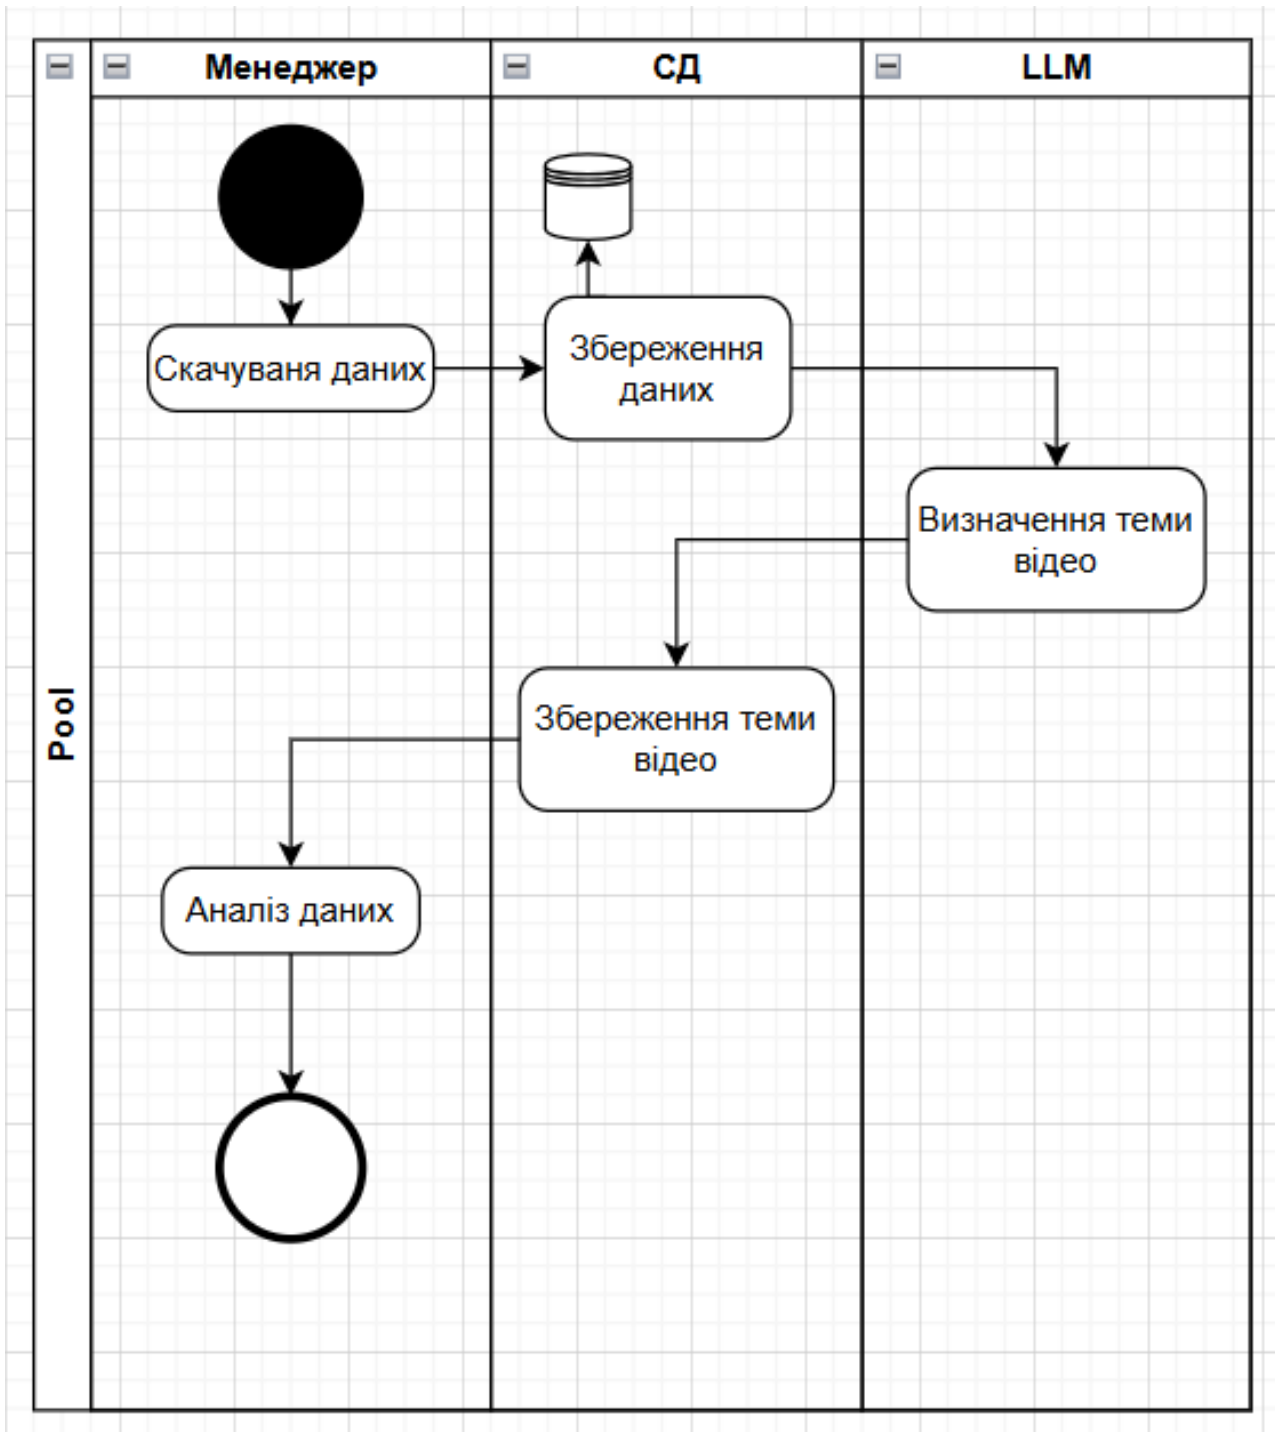 Менеджер
СД
LLM
Pool
Скачуваня даних
Збереження
даних
Визначення теми
відео
Збереження теми
відео
Аналіз даних